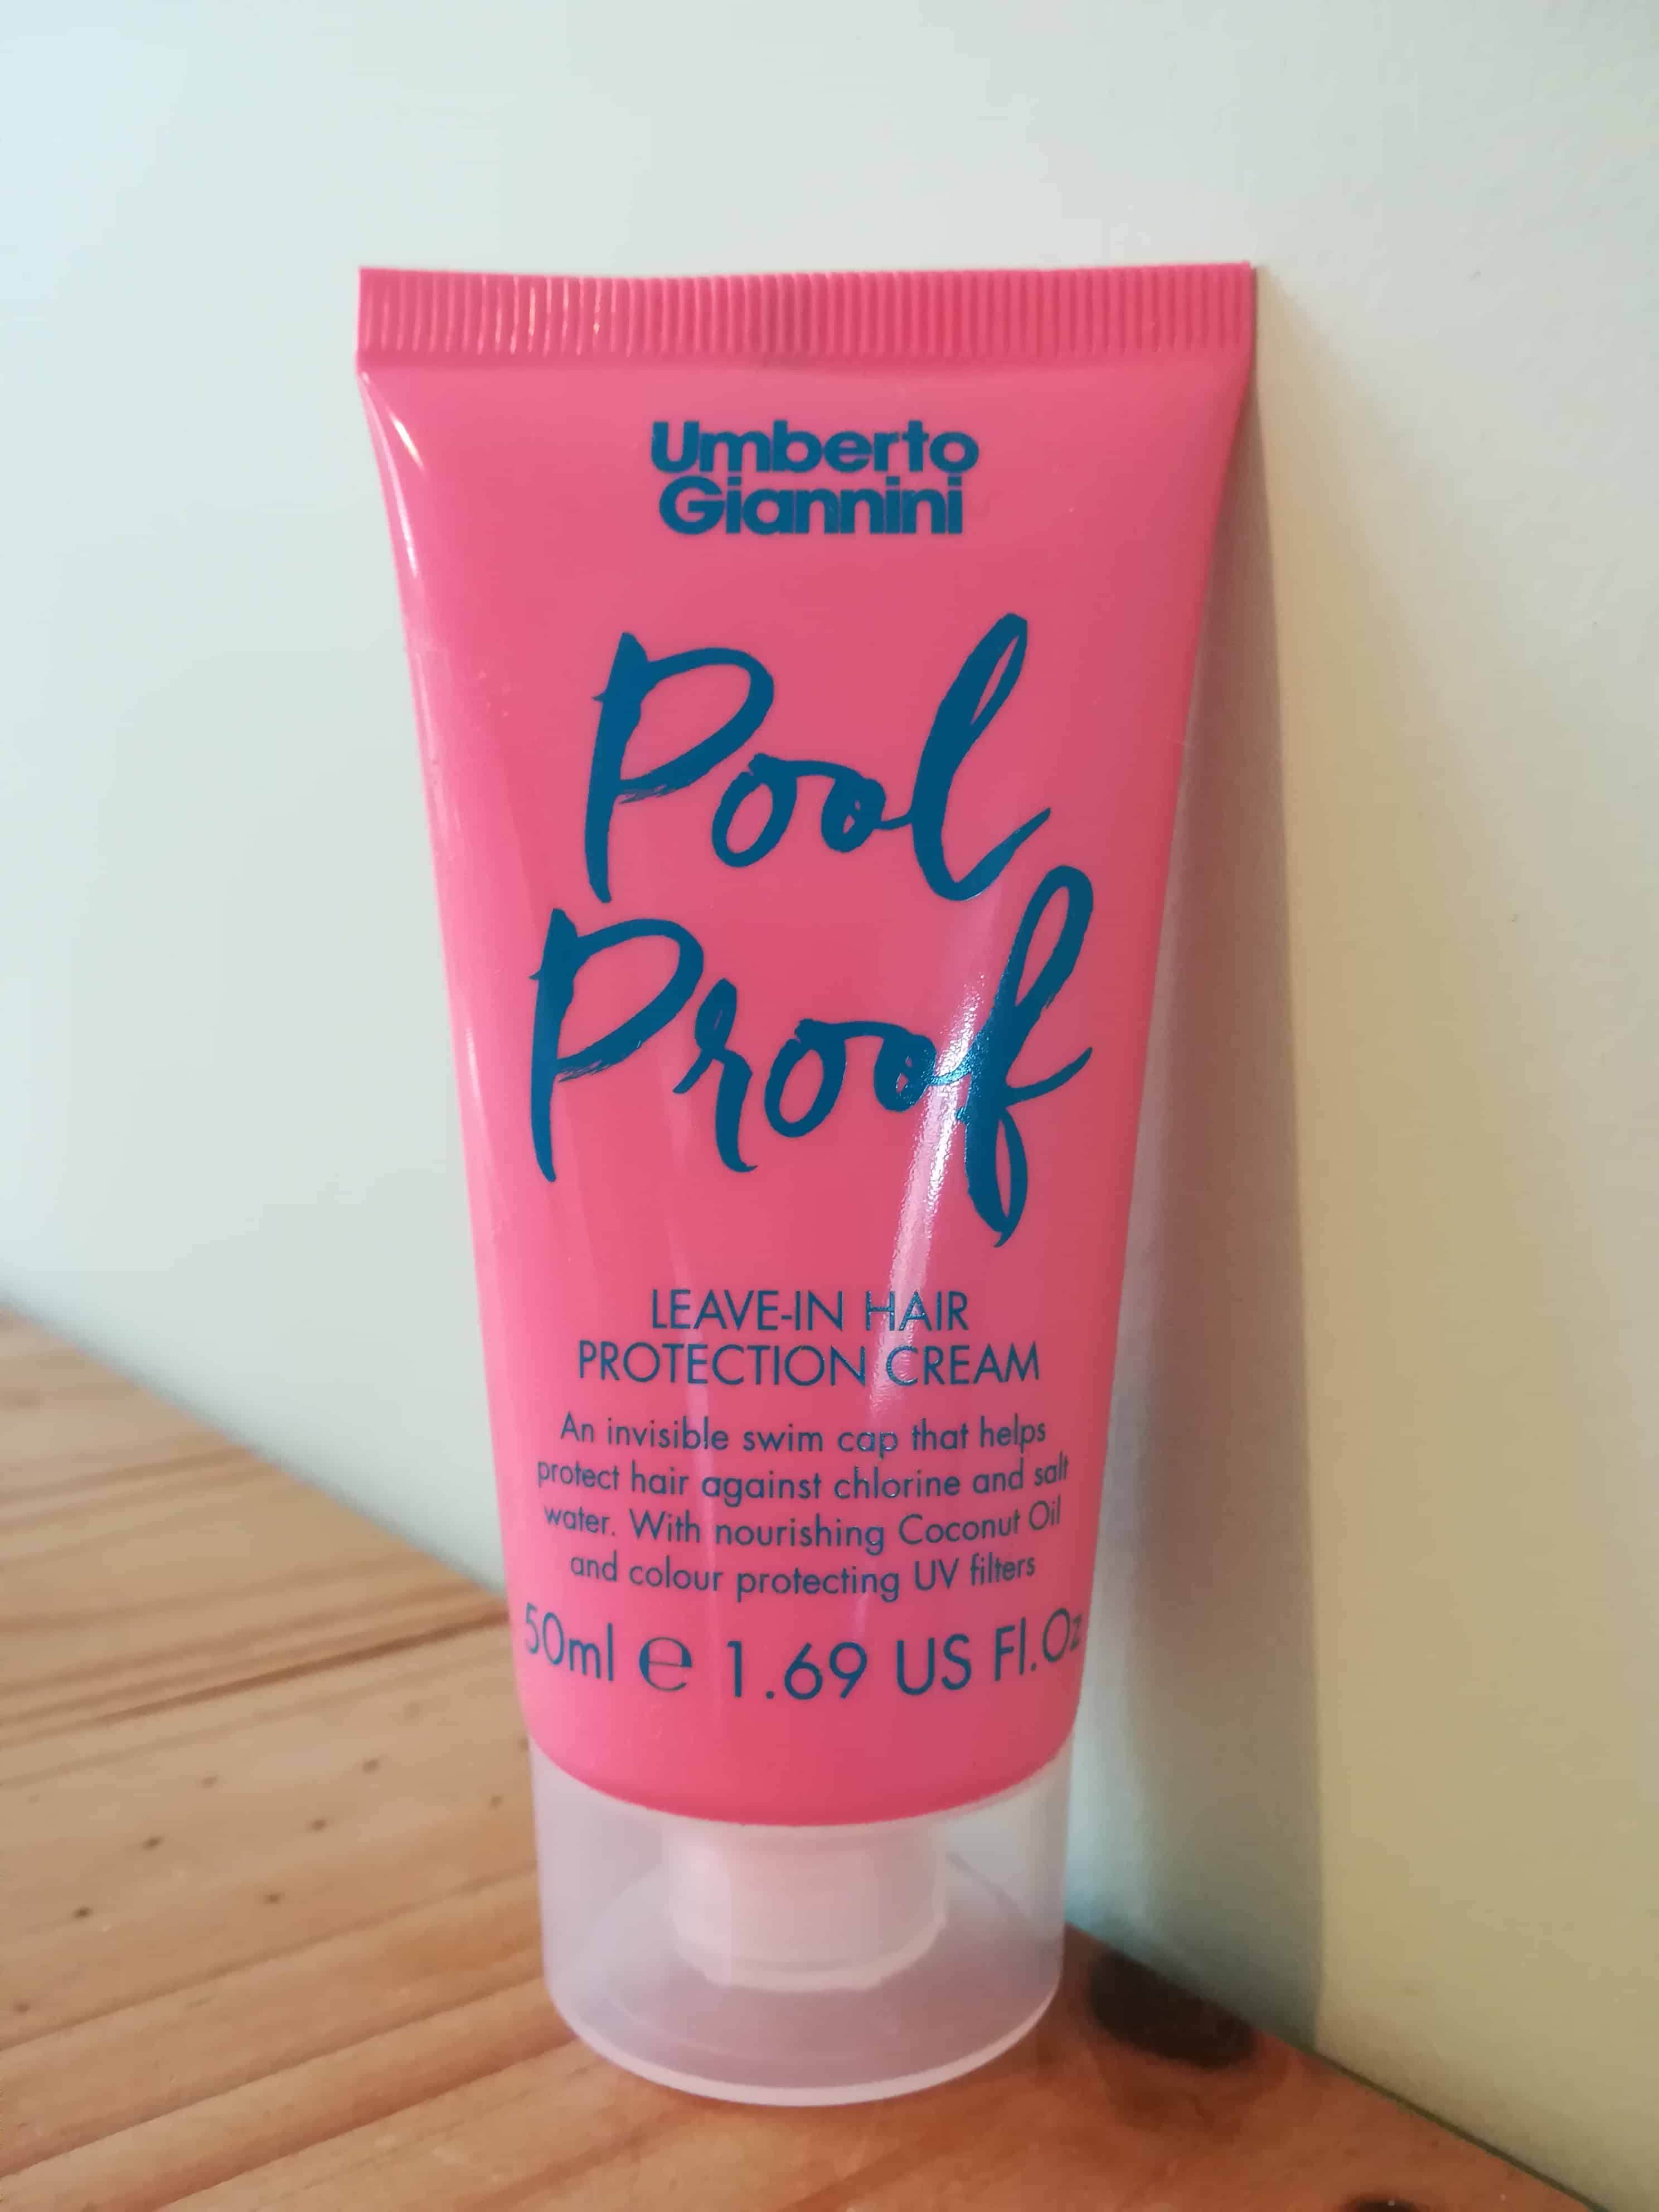 Umberto
Giannini
Pool
Proof
LEAVE-IN HAIR
PROTECTION CREAM
An invisible swim cap that helps
protect hair against chlorine and salt
water. With nourishing Coconut Oil
and colour protecting UV filters
50ml ℮ 1.69 US Fl.Oz